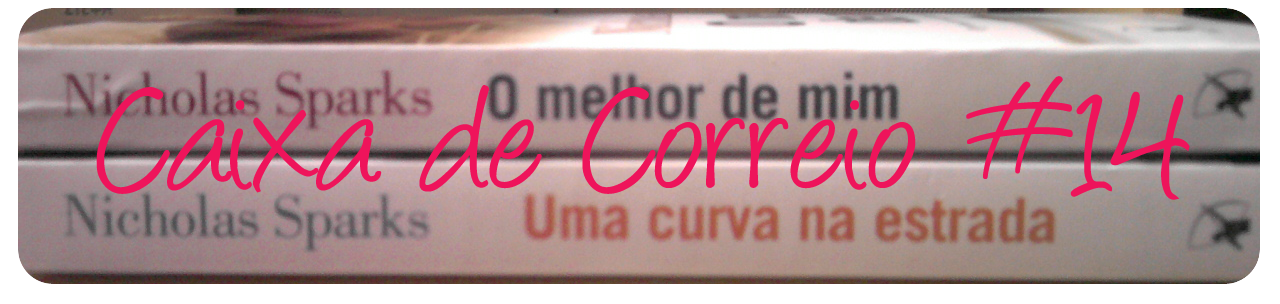 Nicholas Sparks O melhor de mim
Caixa de Correio #14
Nicholas Sparks Uma curva na estrada